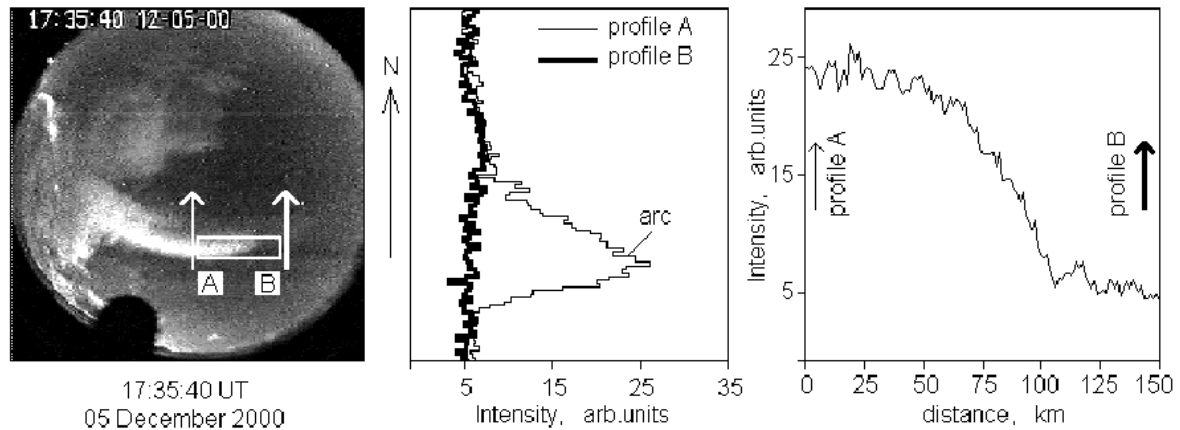 17:35:40 12-05-00
A
B
17:35:40 UT
05 December 2000
N
profile A
profile B
arc
5
15
25
35
Intensity, arb.units
25
15
5
Intensity, arb.units
profile A
profile B
0
25
50
75
100
125
150
distance, km